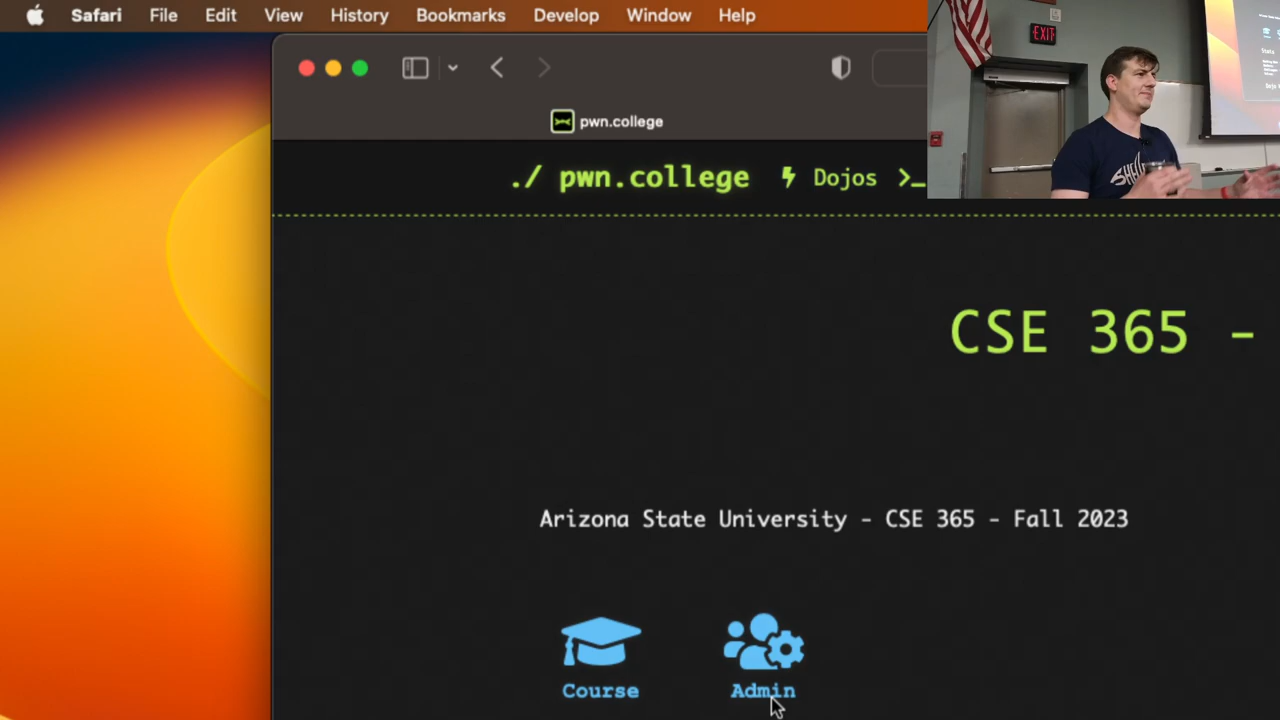 Safari File Edit View History Bookmarks Develop Window Help
EXIT
pwn.college
./ pwn.college Dojos >_
CSE 365 -
Arizona State University - CSE 365 - Fall 2023
Course Admin